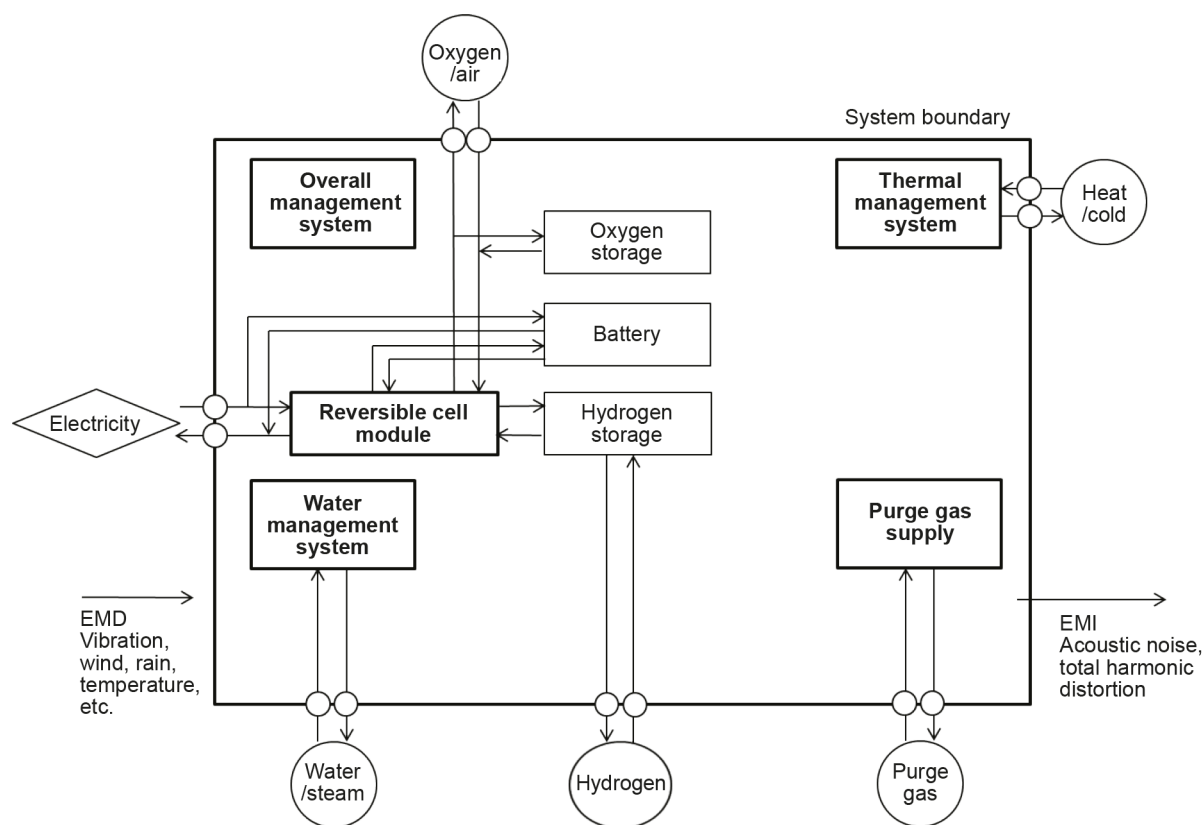 Oxygen
/air
System boundary
Overall
management
system
Thermal
management
system
Heat
/cold
Oxygen
storage
Battery
Electricity
Reversible cell
module
Hydrogen
storage
Water
management
system
Purge gas
supply
EMD
Vibration,
wind, rain,
temperature,
etc.
EMI
Acoustic noise,
total harmonic
distortion
Water
/steam
Hydrogen
Purge
gas